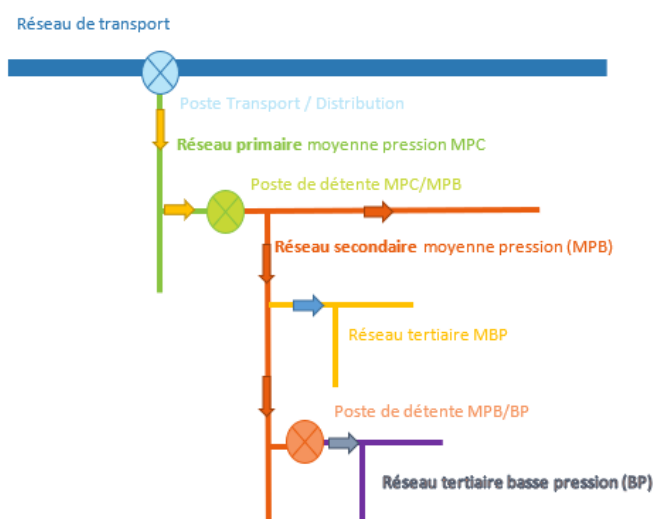 Réseau de transport
Poste Transport / Distribution
Réseau primaire moyenne pression MPC
Poste de détente MPC/MPB
Réseau secondaire moyenne pression (MPB)
Réseau tertiaire MBP
Poste de détente MPB/BP
Réseau tertiaire basse pression (BP)